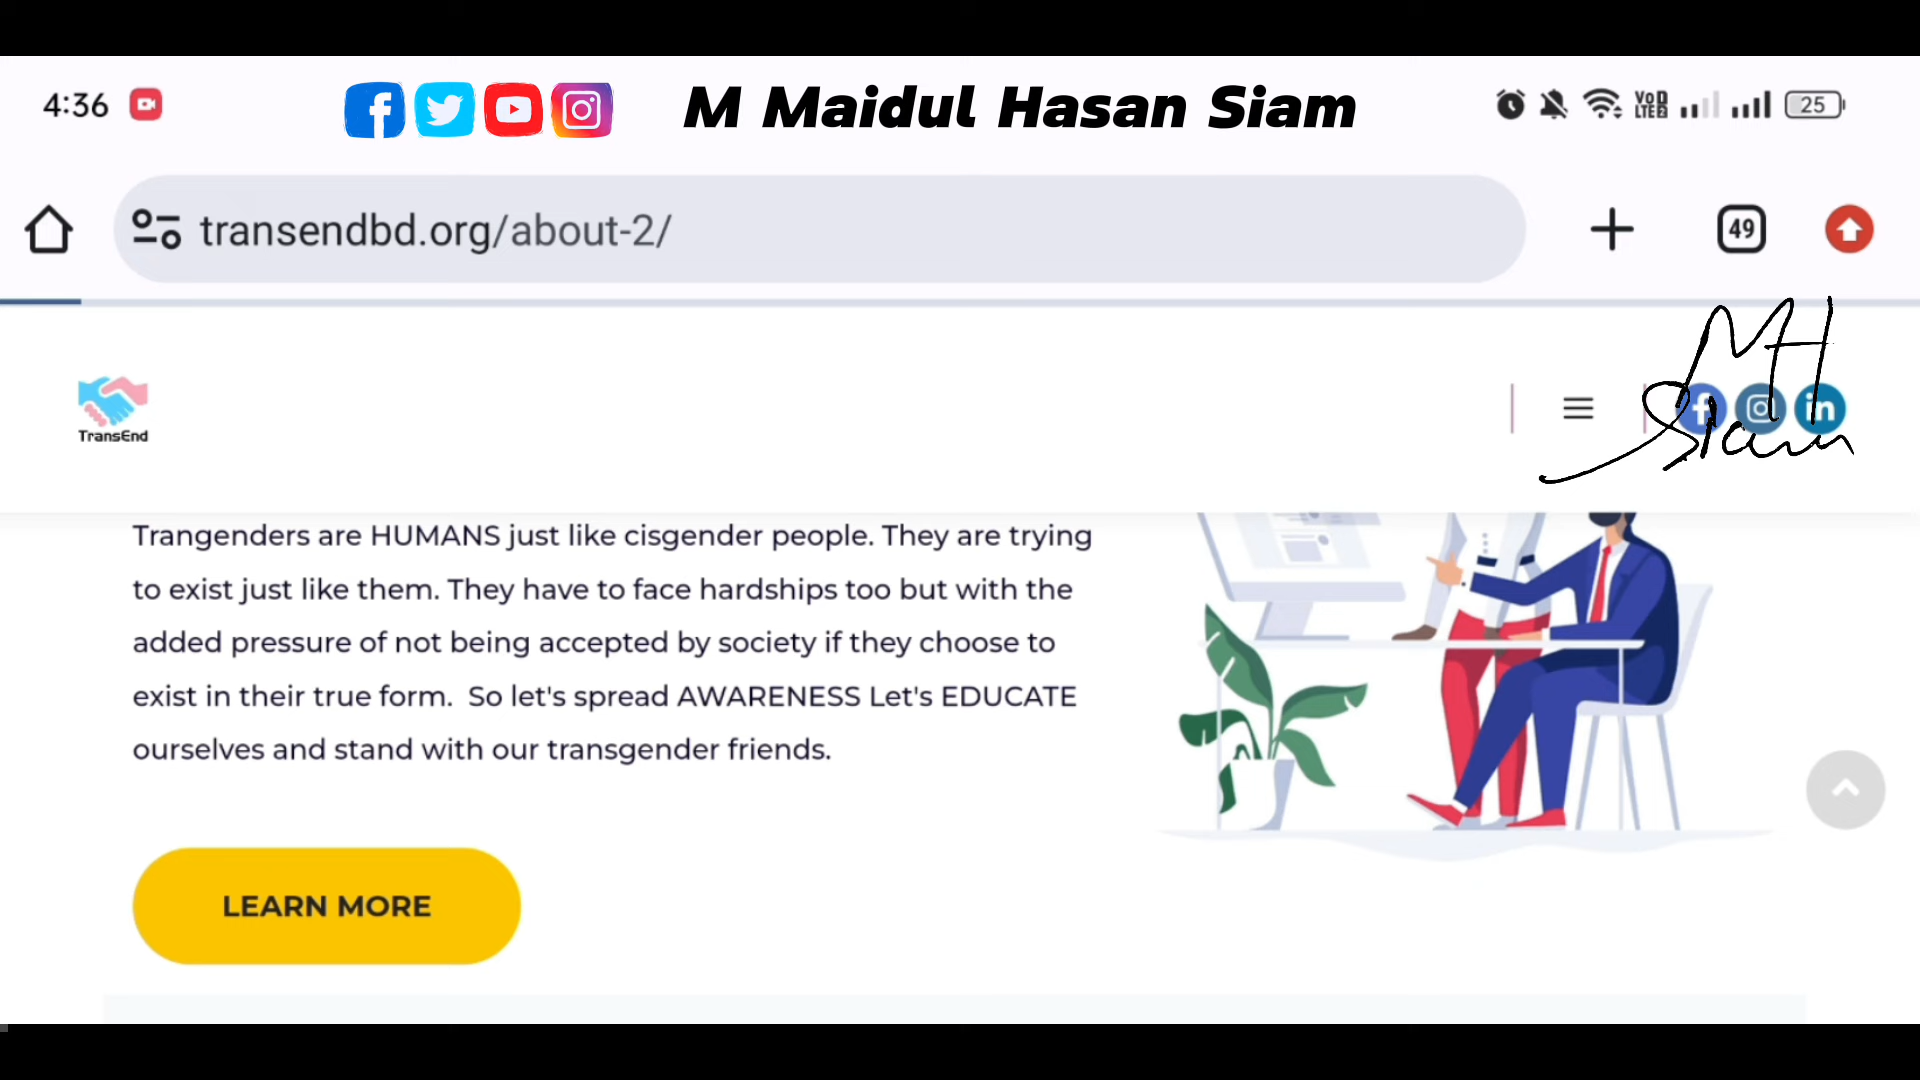 4:36
M Maidul Hasan Siam
VoD
LTE2
25
transendbd.org/about-2/
49
MH
Siam
TransEnd
Trangenders are HUMANS just like cisgender people. They are trying
to exist just like them. They have to face hardships too but with the
added pressure of not being accepted by society if they choose to
exist in their true form.  So let's spread AWARENESS Let's EDUCATE
ourselves and stand with our transgender friends.
LEARN MORE